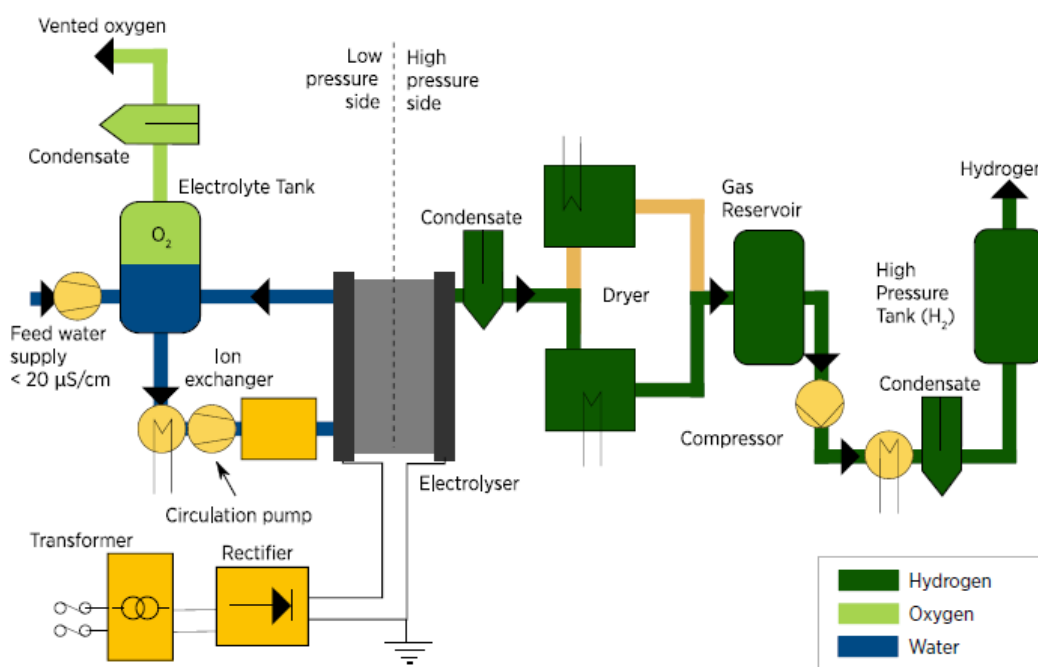 Vented oxygen
Low
pressure
side
High
pressure
side
Condensate
Electrolyte Tank
O₂
Feed water
supply
< 20 µS/cm
Ion
exchanger
Circulation pump
Electrolyser
Transformer
Rectifier
Condensate
Dryer
Gas
Reservoir
Compressor
Condensate
High
Pressure
Tank (H₂)
Hydrogen
Hydrogen
Oxygen
Water